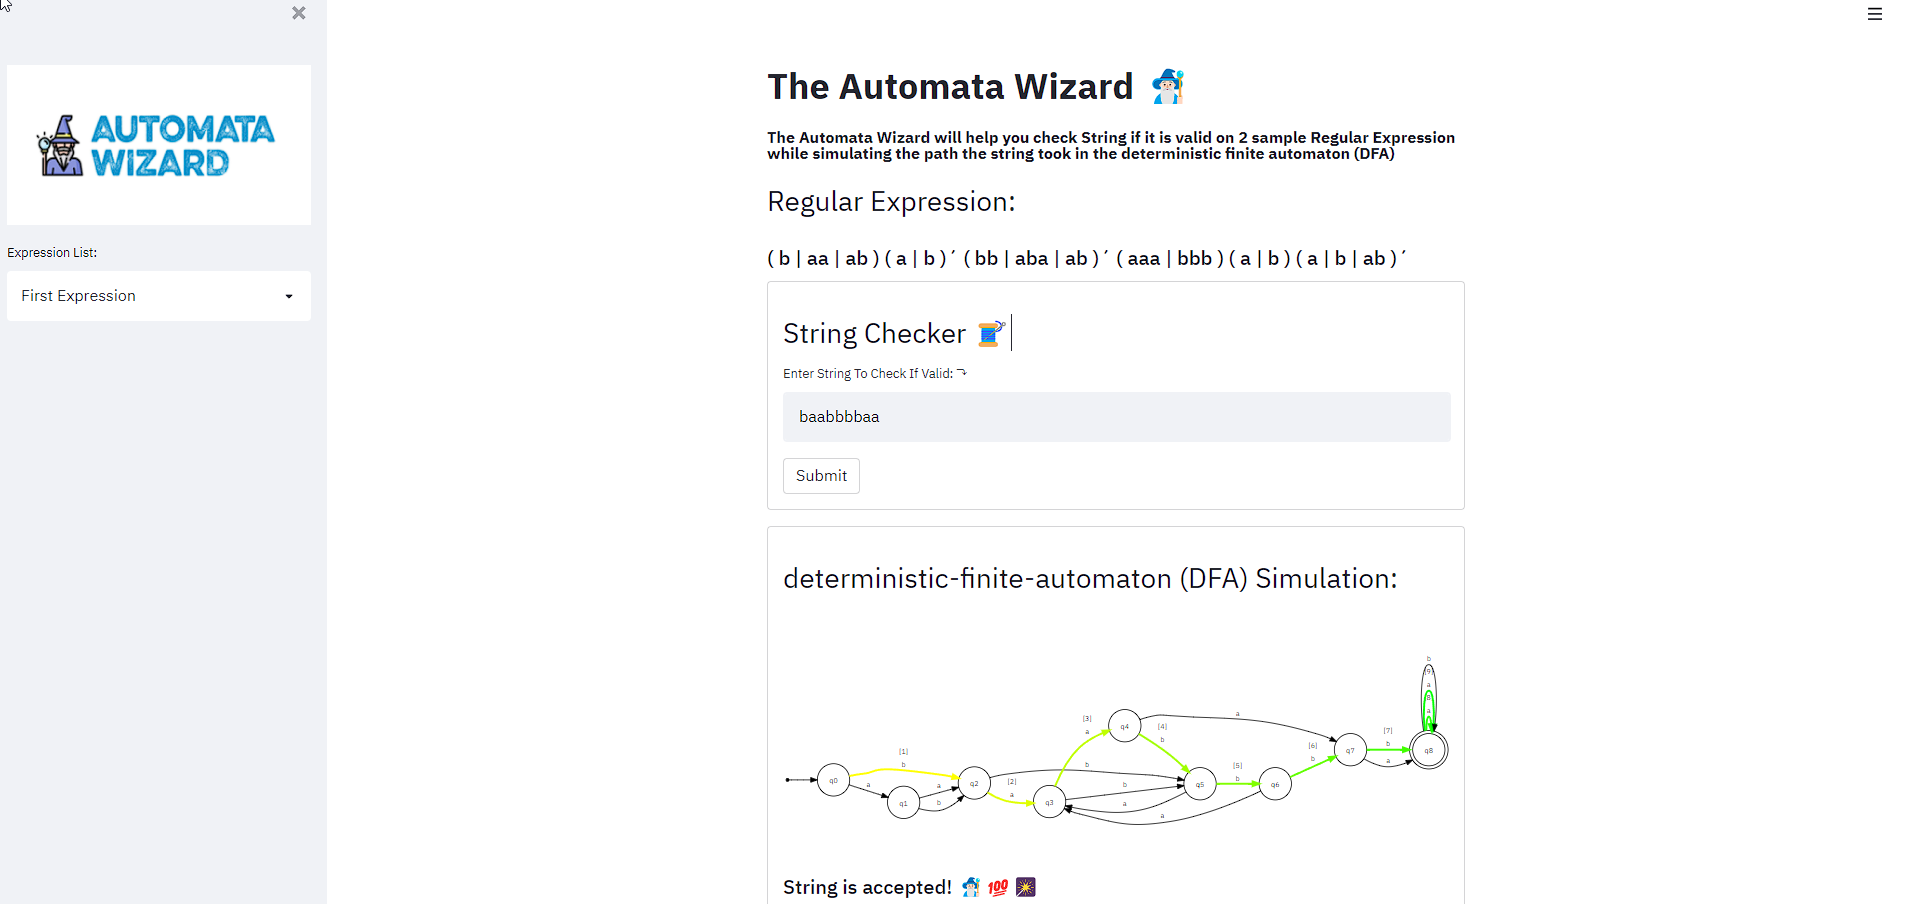 AUTOMATA
WIZARD
Expression List:
First Expression
The Automata Wizard
The Automata Wizard will help you check String if it is valid on 2 sample Regular Expression
while simulating the path the string took in the deterministic finite automaton (DFA)
Regular Expression:
( b | aa | ab ) ( a | b )´ ( bb | aba | ab )´ ( aaa | bbb ) ( a | b ) ( a | b | ab )´
String Checker
Enter String To Check If Valid:
baabbbbaa
Submit
deterministic-finite-automaton (DFA) Simulation:
b
[9]
a
a
[3]
a
q4
[4]
b
a
[7]
b
a
q8
[6]
b
q7
[1]
b
q0
a
q1
a
b
q2
[2]
a
b
q3
b
a
a
q5
[5]
b
q6
String is accepted! 100